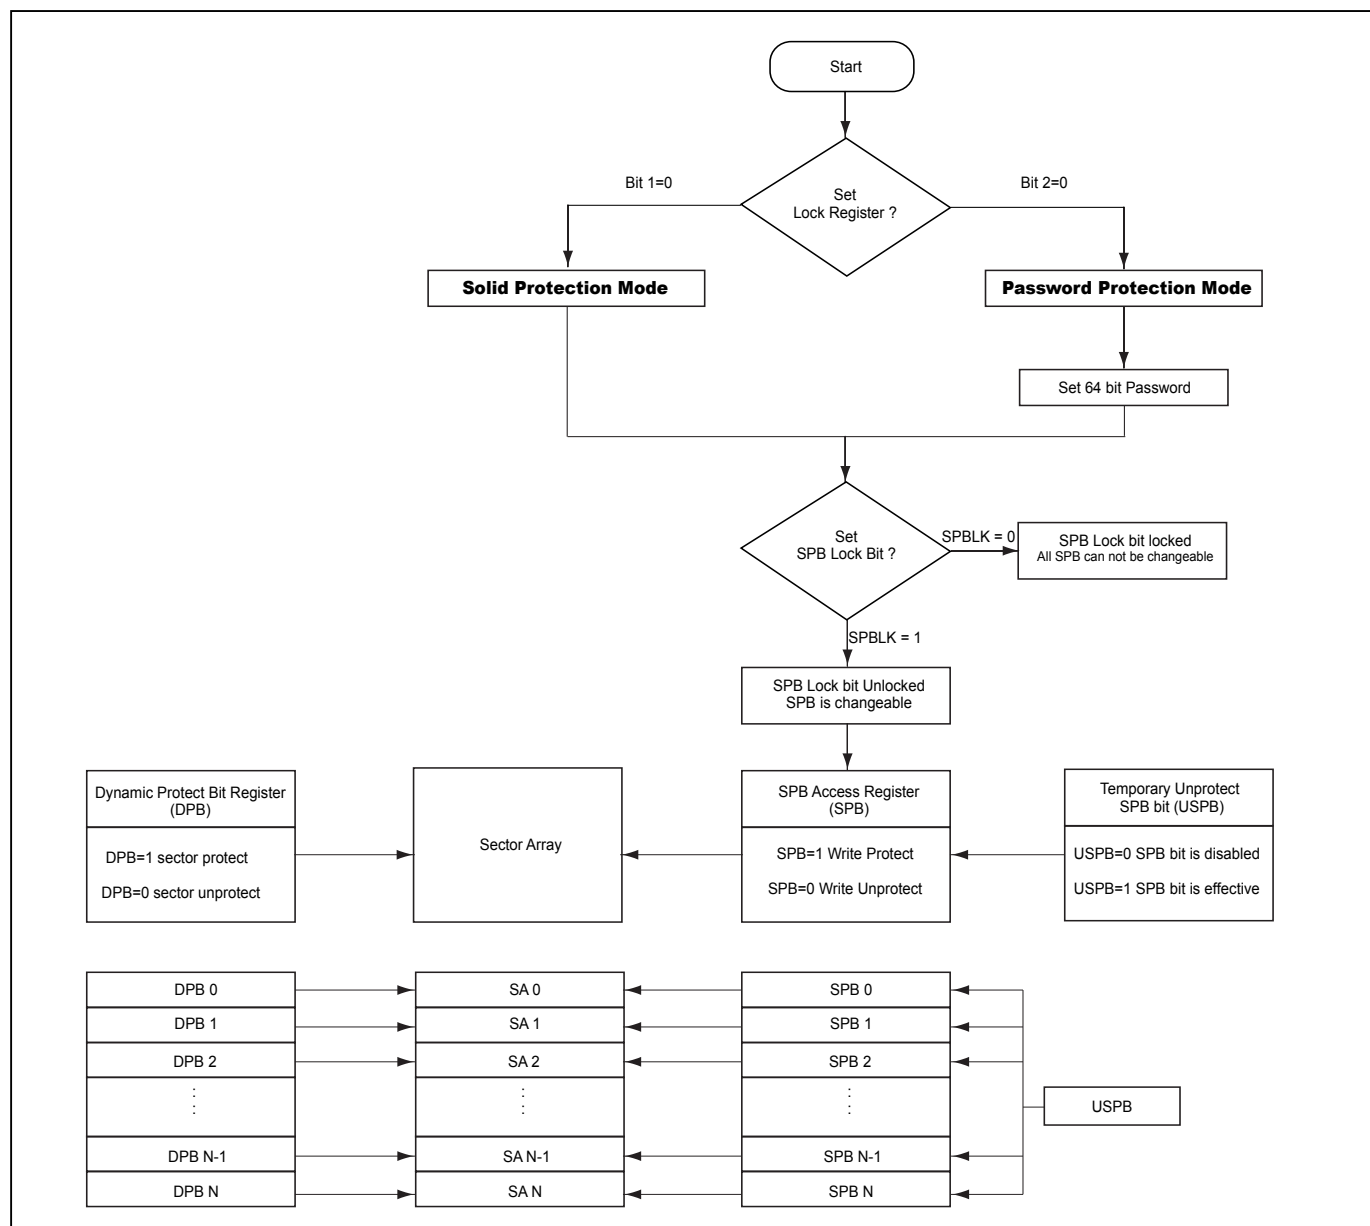 Start
Bit 1=0
Bit 2=0
Set
Lock Register ?
Solid Protection Mode
Password Protection Mode
Set 64 bit Password
Set
SPB Lock Bit ?
SPBLK = 0
SPB Lock bit locked
All SPB can not be changeable
SPBLK = 1
SPB Lock bit Unlocked
SPB is changeable
Dynamic Protect Bit Register
(DPB)
DPB=1 sector protect
DPB=0 sector unprotect
Sector Array
SPB Access Register
(SPB)
SPB=1 Write Protect
SPB=0 Write Unprotect
Temporary Unprotect
SPB bit (USPB)
USPB=0 SPB bit is disabled
USPB=1 SPB bit is effective
DPB 0
SA 0
SPB 0
DPB 1
SA 1
SPB 1
DPB 2
SA 2
SPB 2
USPB
DPB N-1
SA N-1
SPB N-1
DPB N
SA N
SPB N